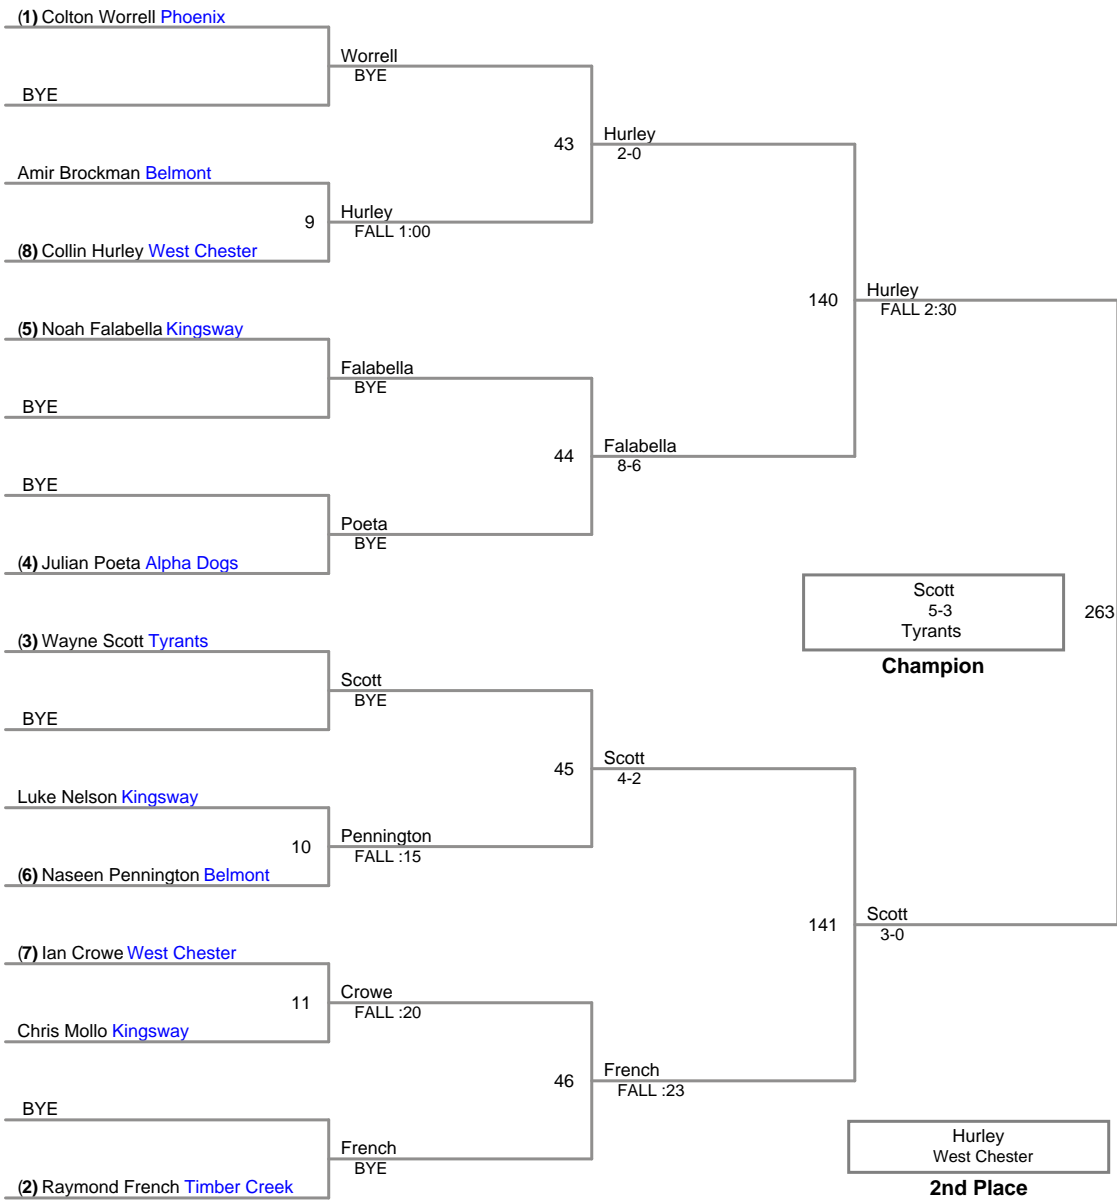 (1) Colton Worrell Phoenix
Worrell
BYE
BYE
43
Hurley
2-0
Amir Brockman Belmont
9
Hurley
FALL 1:00
(8) Collin Hurley West Chester
140
Hurley
FALL 2:30
(5) Noah Falabella Kingsway
Falabella
BYE
BYE
44
Falabella
8-6
BYE
Poeta
BYE
(4) Julian Poeta Alpha Dogs
Scott
5-3
Tyrants
263
Champion
(3) Wayne Scott Tyrants
Scott
BYE
BYE
45
Scott
4-2
Luke Nelson Kingsway
10
Pennington
FALL :15
(6) Naseen Pennington Belmont
141
Scott
3-0
(7) Ian Crowe West Chester
11
Crowe
FALL :20
Chris Mollo Kingsway
46
French
FALL :23
BYE
French
BYE
(2) Raymond French Timber Creek
Hurley
West Chester
2nd Place